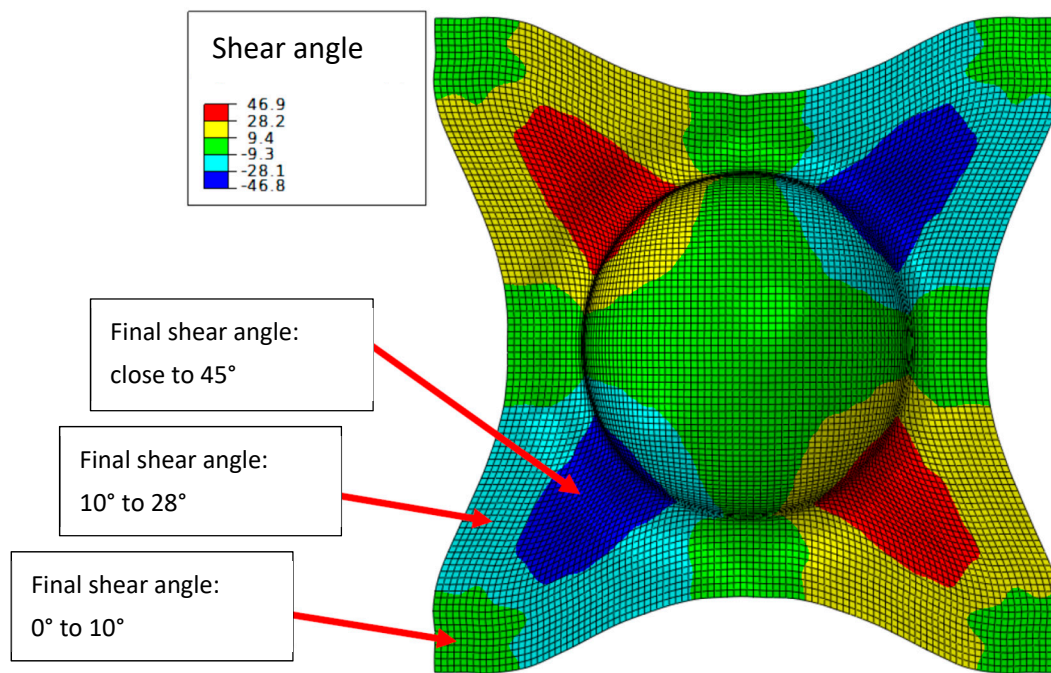 Shear angle
46.9
28.2
9.4
-9.3
-28.1
-46.8
Final shear angle:
close to 45°
Final shear angle:
10° to 28°
Final shear angle:
0° to 10°